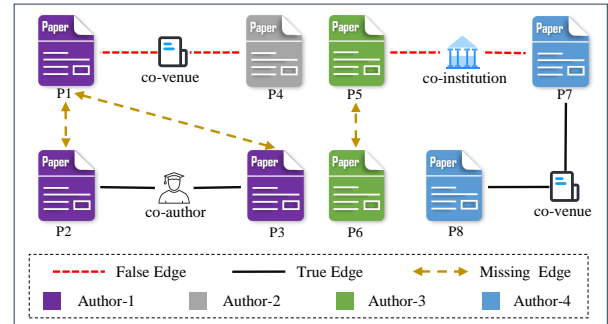 Paper Paper Paper Paper
co-venue
co-institution
P1 P4 P5 P7
Paper Paper Paper Paper
co-author
co-venue
P2 P3 P6 P8
False Edge True Edge Missing Edge
Author-1 Author-2 Author-3 Author-4